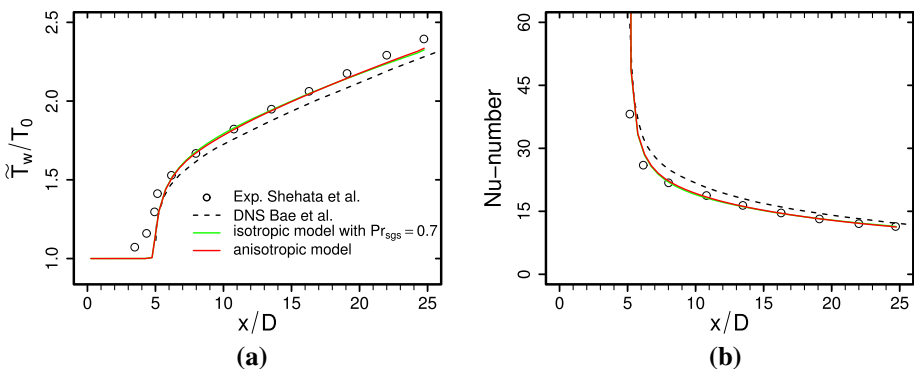 2.5
2.0
1.5
1.0
T̃w/T0
0 5 10 15 20 25
x/D
Exp. Shehata et al.
DNS Bae et al.
isotropic model with Prsgs=0.7
anisotropic model
(a)
60
45
30
15
0
Nu−number
0 5 10 15 20 25
x/D
(b)